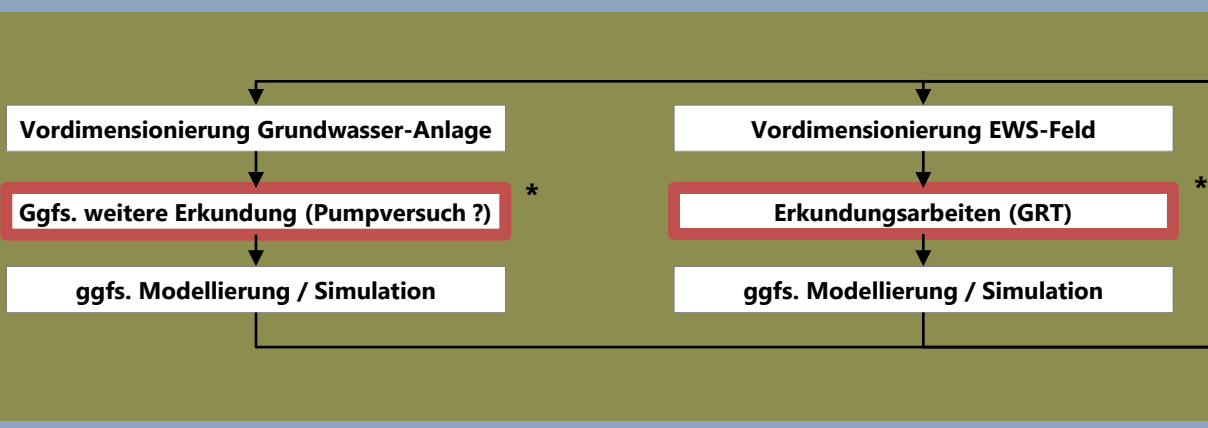 Vordimensionierung Grundwasser-Anlage
Ggfs. weitere Erkundung (Pumpversuch ?) *
ggfs. Modellierung / Simulation
Vordimensionierung EWS-Feld
Erkundungsarbeiten (GRT) *
ggfs. Modellierung / Simulation